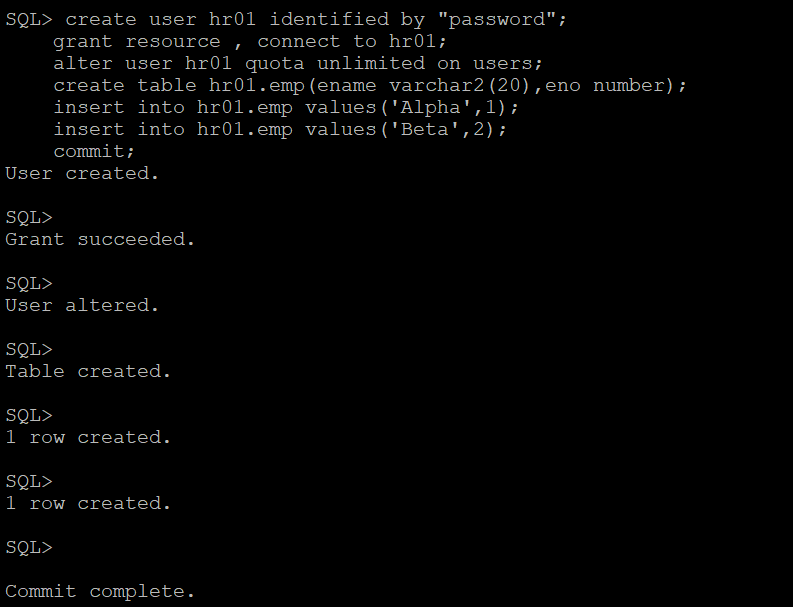 SQL> create user hr01 identified by "password";
grant resource , connect to hr01;
alter user hr01 quota unlimited on users;
create table hr01.emp(ename varchar2(20),eno number);
insert into hr01.emp values('Alpha',1);
insert into hr01.emp values('Beta',2);
commit;
User created.
SQL>
Grant succeeded.
SQL>
User altered.
SQL>
Table created.
SQL>
1 row created.
SQL>
1 row created.
SQL>
Commit complete.